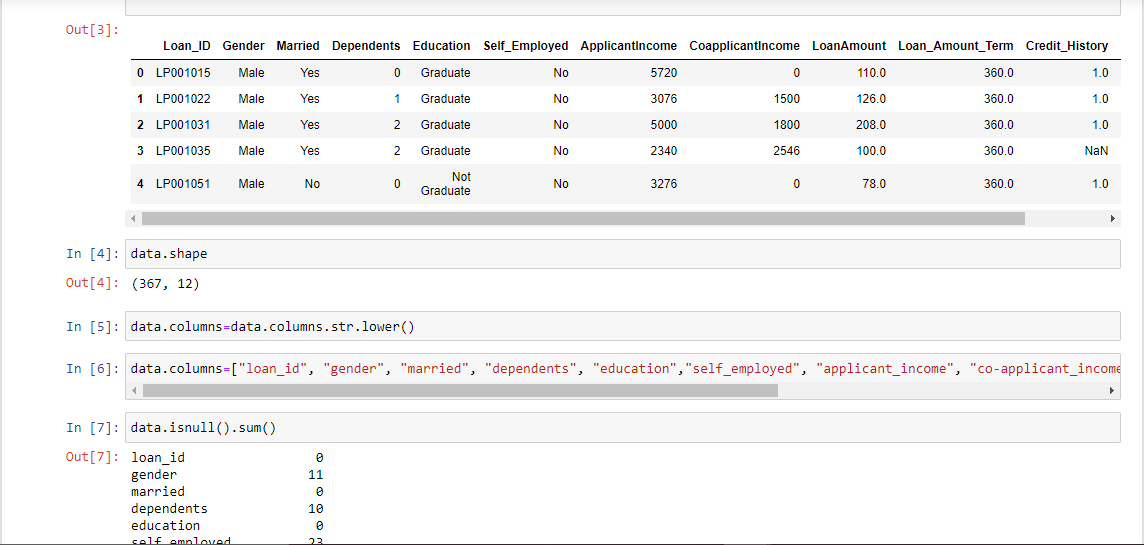 Out[3]:
Loan_ID Gender Married Dependents Education Self_Employed ApplicantIncome CoapplicantIncome LoanAmount Loan_Amount_Term Credit_History
0 LP001015 Male Yes 0 Graduate No 5720 0 110.0 360.0 1.0
1 LP001022 Male Yes 1 Graduate No 3076 1500 126.0 360.0 1.0
2 LP001031 Male Yes 2 Graduate No 5000 1800 208.0 360.0 1.0
3 LP001035 Male Yes 2 Graduate No 2340 2546 100.0 360.0 NaN
4 LP001051 Male No 0 Not Graduate No 3276 0 78.0 360.0 1.0
In [4]: data.shape
Out[4]: (367, 12)
In [5]: data.columns=data.columns.str.lower()
In [6]: data.columns=["loan_id", "gender", "married", "dependents", "education","self_employed", "applicant_income", "co-applicant_income
In [7]: data.isnull().sum()
Out[7]: loan_id 0
gender 11
married 0
dependents 10
education 0
self_employed 23